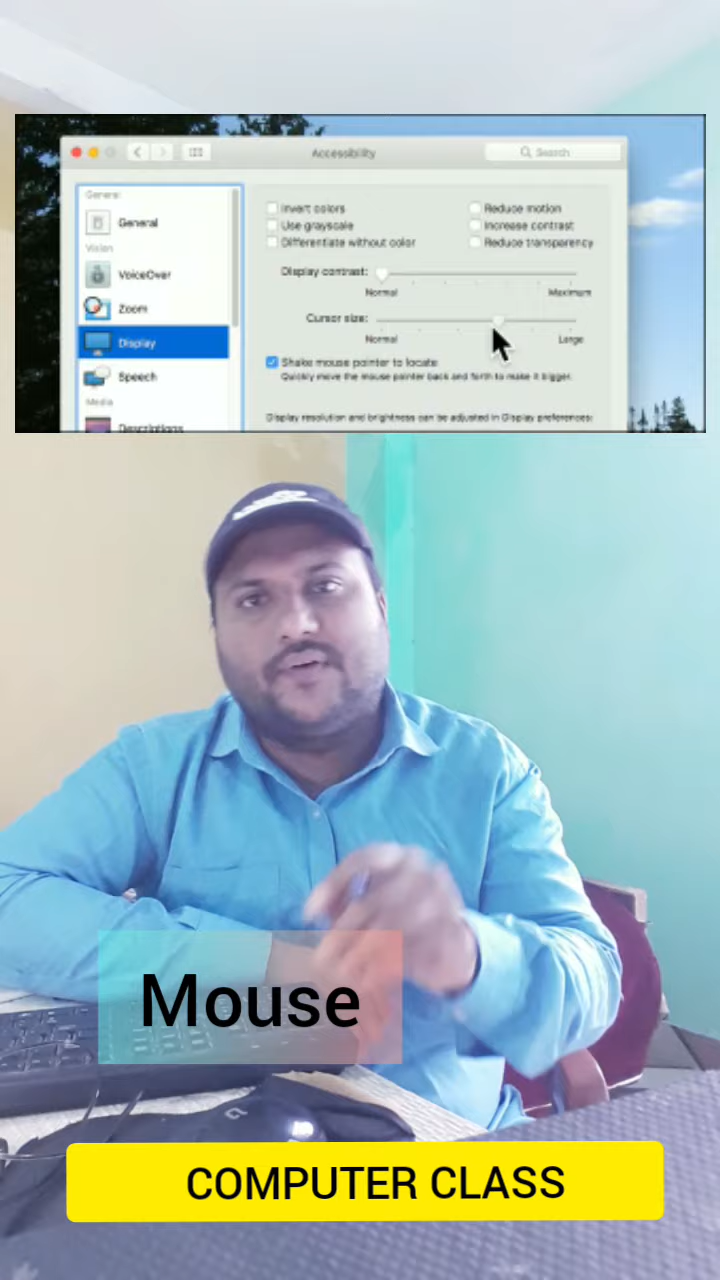 Accessibility
Search
General
General
Vision
VoiceOver
Zoom
Display
Speech
Media
Descriptions
Invert colors
Use grayscale
Differentiate without color
Reduce motion
Increase contrast
Reduce transparency
Display contrast:
Normal
Maximum
Cursor size:
Normal
Large
Shake mouse pointer to locate
Quickly move the mouse pointer back and forth to make it bigger.
Display resolution and brightness can be adjusted in Display preferences:
Mouse
COMPUTER CLASS